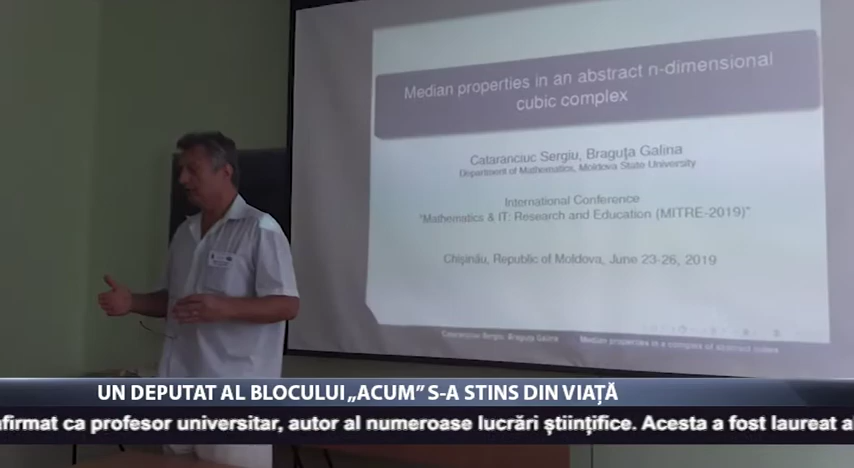 Median properties in an abstract n-dimensional
cubic complex
Cataranciuc Sergiu, Braguța Galina
Department of Mathematics, Moldova State University
International Conference
"Mathematics & IT: Research and Education (MITRE-2019)"
Chișinău, Republic of Moldova, June 23-26, 2019
Cataranciuc Sergiu, Braguța Galina
Median properties in a complex of abstract cubes
UN DEPUTAT AL BLOCULUI „ACUM” S-A STINS DIN VIAȚĂ
afirmat ca profesor universitar, autor al numeroase lucrări științifice. Acesta a fost laureat al